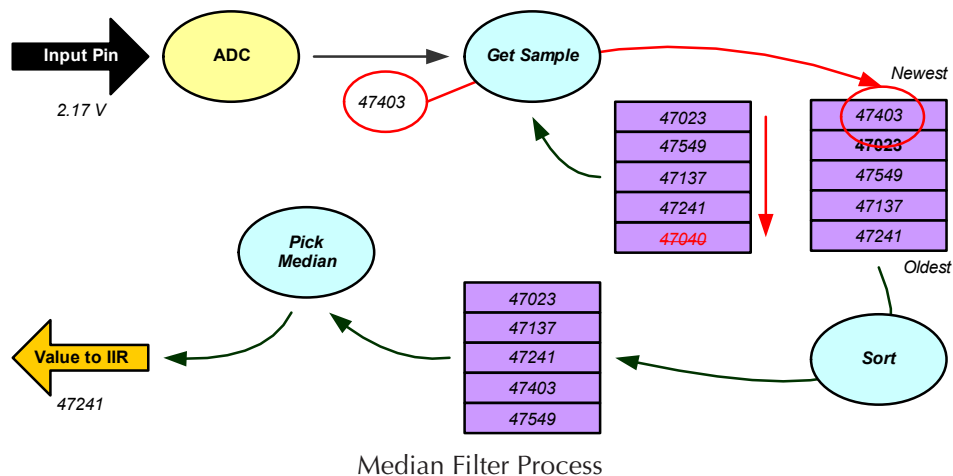 Input Pin
2.17 V
ADC
47403
Get Sample
Newest
47023
47549
47137
47241
47040
47403
47023
47549
47137
47241
Oldest
Pick
Median
47023
47137
47241
47403
47549
Sort
Value to IIR
47241
Median Filter Process